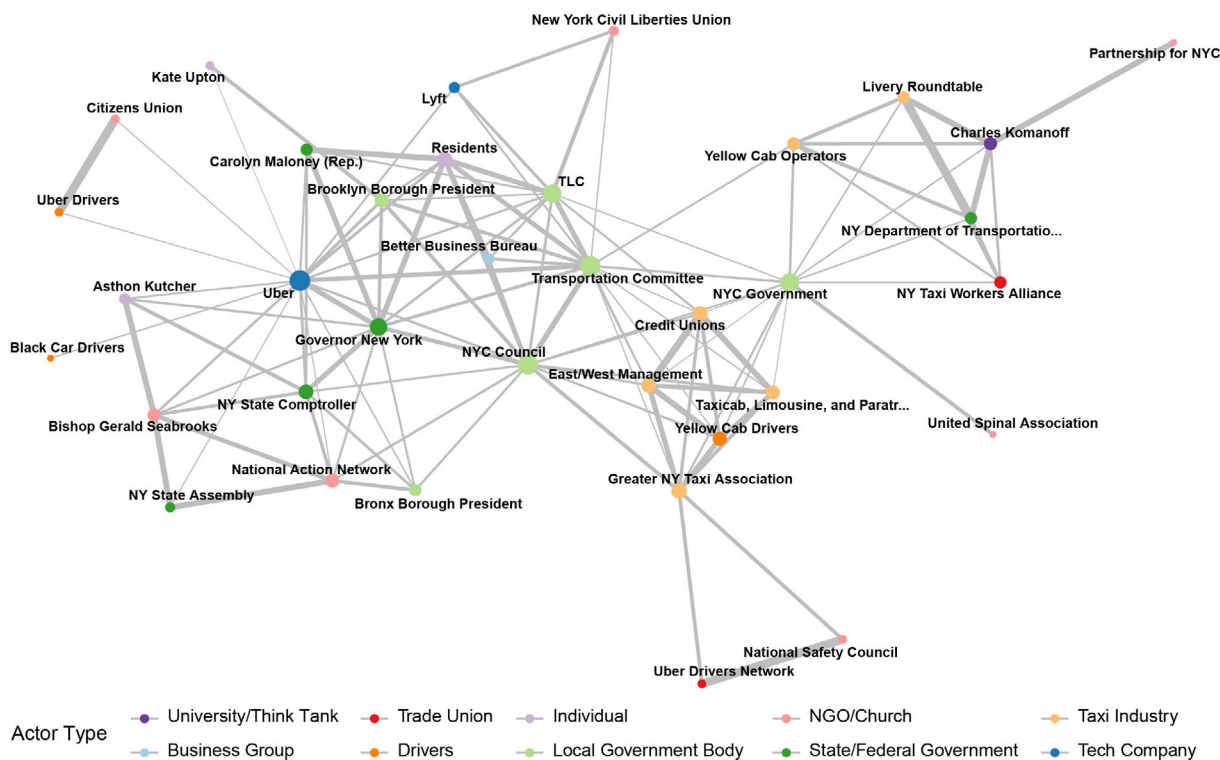 New York Civil Liberties Union
Partnership for NYC
Kate Upton
Lyft
Livery Roundtable
Citizens Union
Charles Komanoff
Residents
Carolyn Maloney (Rep.)
Yellow Cab Operators
TLC
Brooklyn Borough President
Uber Drivers
NY Department of Transportatio...
Better Business Bureau
Transportation Committee
Asthon Kutcher
Uber
NYC Government
NY Taxi Workers Alliance
Credit Unions
Governor New York
Black Car Drivers
NYC Council
East/West Management
NY State Comptroller
Taxicab, Limousine, and Paratr...
Bishop Gerald Seabrooks
Yellow Cab Drivers
United Spinal Association
National Action Network
Greater NY Taxi Association
NY State Assembly
Bronx Borough President
National Safety Council
Uber Drivers Network
Actor Type
University/Think Tank
Trade Union
Individual
NGO/Church
Taxi Industry
Business Group
Drivers
Local Government Body
State/Federal Government
Tech Company